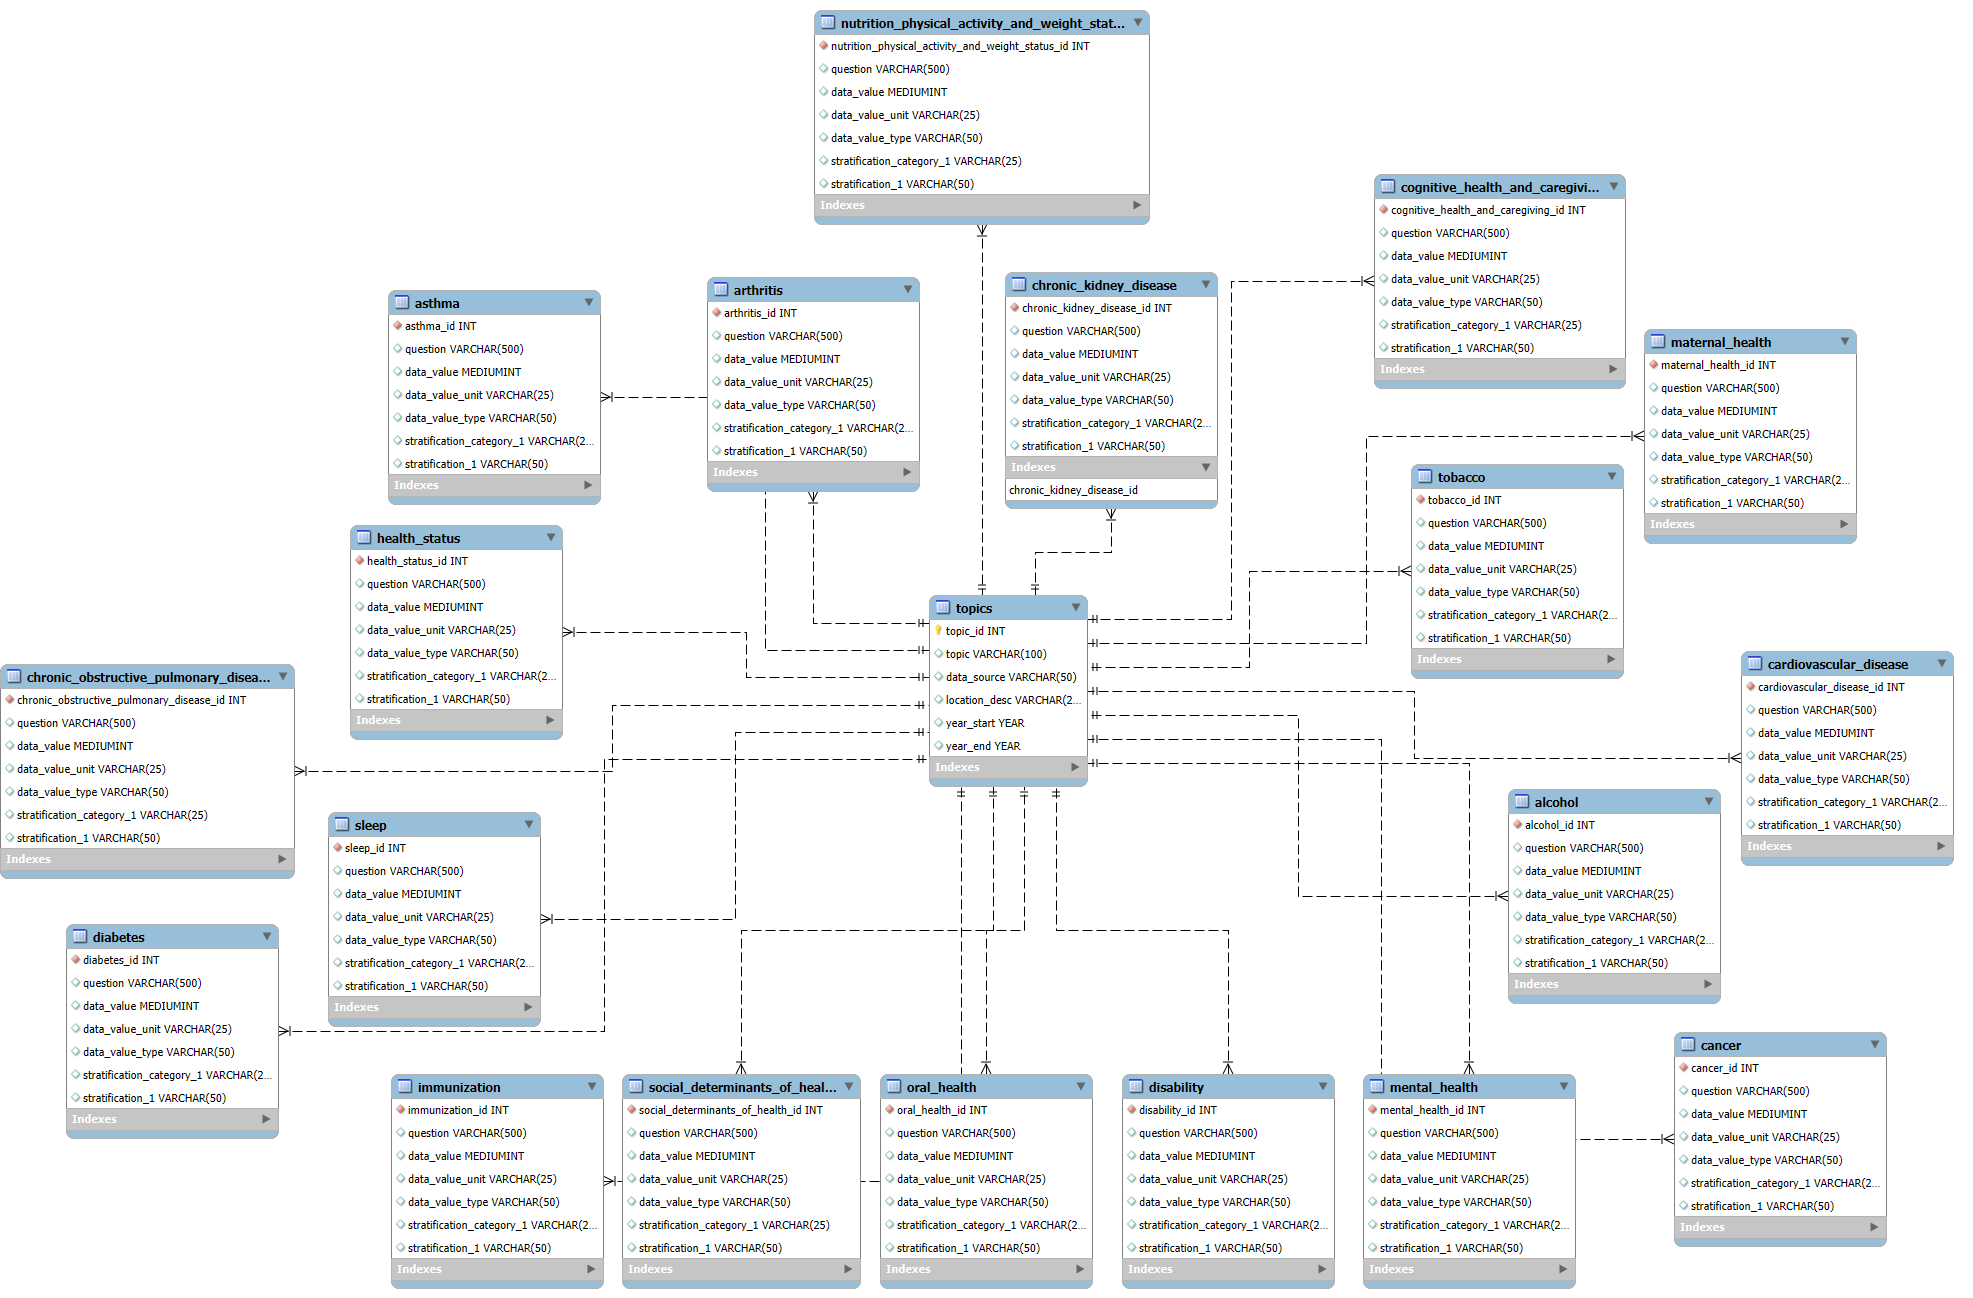 nutrition_physical_activity_and_weight_stat...
nutrition_physical_activity_and_weight_status_id INT
question VARCHAR(500)
data_value MEDIUMINT
data_value_unit VARCHAR(25)
data_value_type VARCHAR(50)
stratification_category_1 VARCHAR(25)
stratification_1 VARCHAR(50)
Indexes
cognitive_health_and_caregivi...
cognitive_health_and_caregiving_id INT
question VARCHAR(500)
data_value MEDIUMINT
data_value_unit VARCHAR(25)
data_value_type VARCHAR(50)
stratification_category_1 VARCHAR(25)
stratification_1 VARCHAR(50)
Indexes
asthma
asthma_id INT
question VARCHAR(500)
data_value MEDIUMINT
data_value_unit VARCHAR(25)
data_value_type VARCHAR(50)
stratification_category_1 VARCHAR(2...
stratification_1 VARCHAR(50)
Indexes
arthritis
arthritis_id INT
question VARCHAR(500)
data_value MEDIUMINT
data_value_unit VARCHAR(25)
data_value_type VARCHAR(50)
stratification_category_1 VARCHAR(2...
stratification_1 VARCHAR(50)
Indexes
chronic_kidney_disease
chronic_kidney_disease_id INT
question VARCHAR(500)
data_value MEDIUMINT
data_value_unit VARCHAR(25)
data_value_type VARCHAR(50)
stratification_category_1 VARCHAR(2...
stratification_1 VARCHAR(50)
Indexes
chronic_kidney_disease_id
maternal_health
maternal_health_id INT
question VARCHAR(500)
data_value MEDIUMINT
data_value_unit VARCHAR(25)
data_value_type VARCHAR(50)
stratification_category_1 VARCHAR(2...
stratification_1 VARCHAR(50)
Indexes
tobacco
tobacco_id INT
question VARCHAR(500)
data_value MEDIUMINT
data_value_unit VARCHAR(25)
data_value_type VARCHAR(50)
stratification_category_1 VARCHAR(2...
stratification_1 VARCHAR(50)
Indexes
health_status
health_status_id INT
question VARCHAR(500)
data_value MEDIUMINT
data_value_unit VARCHAR(25)
data_value_type VARCHAR(50)
stratification_category_1 VARCHAR(2...
stratification_1 VARCHAR(50)
Indexes
topics
topic_id INT
topic VARCHAR(100)
data_source VARCHAR(50)
location_desc VARCHAR(2...
year_start YEAR
year_end YEAR
Indexes
chronic_obstructive_pulmonary_disea...
chronic_obstructive_pulmonary_disease_id INT
question VARCHAR(500)
data_value MEDIUMINT
data_value_unit VARCHAR(25)
data_value_type VARCHAR(50)
stratification_category_1 VARCHAR(25)
stratification_1 VARCHAR(50)
Indexes
cardiovascular_disease
cardiovascular_disease_id INT
question VARCHAR(500)
data_value MEDIUMINT
data_value_unit VARCHAR(25)
data_value_type VARCHAR(50)
stratification_category_1 VARCHAR(2...
stratification_1 VARCHAR(50)
Indexes
sleep
sleep_id INT
question VARCHAR(500)
data_value MEDIUMINT
data_value_unit VARCHAR(25)
data_value_type VARCHAR(50)
stratification_category_1 VARCHAR(2...
stratification_1 VARCHAR(50)
Indexes
alcohol
alcohol_id INT
question VARCHAR(500)
data_value MEDIUMINT
data_value_unit VARCHAR(25)
data_value_type VARCHAR(50)
stratification_category_1 VARCHAR(2...
stratification_1 VARCHAR(50)
Indexes
diabetes
diabetes_id INT
question VARCHAR(500)
data_value MEDIUMINT
data_value_unit VARCHAR(25)
data_value_type VARCHAR(50)
stratification_category_1 VARCHAR(2...
stratification_1 VARCHAR(50)
Indexes
immunization
immunization_id INT
question VARCHAR(500)
data_value MEDIUMINT
data_value_unit VARCHAR(25)
data_value_type VARCHAR(50)
stratification_category_1 VARCHAR(2...
stratification_1 VARCHAR(50)
Indexes
social_determinants_of_heal...
social_determinants_of_health_id INT
question VARCHAR(500)
data_value MEDIUMINT
data_value_unit VARCHAR(25)
data_value_type VARCHAR(50)
stratification_category_1 VARCHAR(25)
stratification_1 VARCHAR(50)
Indexes
oral_health
oral_health_id INT
question VARCHAR(500)
data_value MEDIUMINT
data_value_unit VARCHAR(25)
data_value_type VARCHAR(50)
stratification_category_1 VARCHAR(2...
stratification_1 VARCHAR(50)
Indexes
disability
disability_id INT
question VARCHAR(500)
data_value MEDIUMINT
data_value_unit VARCHAR(25)
data_value_type VARCHAR(50)
stratification_category_1 VARCHAR(2...
stratification_1 VARCHAR(50)
Indexes
mental_health
mental_health_id INT
question VARCHAR(500)
data_value MEDIUMINT
data_value_unit VARCHAR(25)
data_value_type VARCHAR(50)
stratification_category_1 VARCHAR(2...
stratification_1 VARCHAR(50)
Indexes
cancer
cancer_id INT
question VARCHAR(500)
data_value MEDIUMINT
data_value_unit VARCHAR(25)
data_value_type VARCHAR(50)
stratification_category_1 VARCHAR(2...
stratification_1 VARCHAR(50)
Indexes